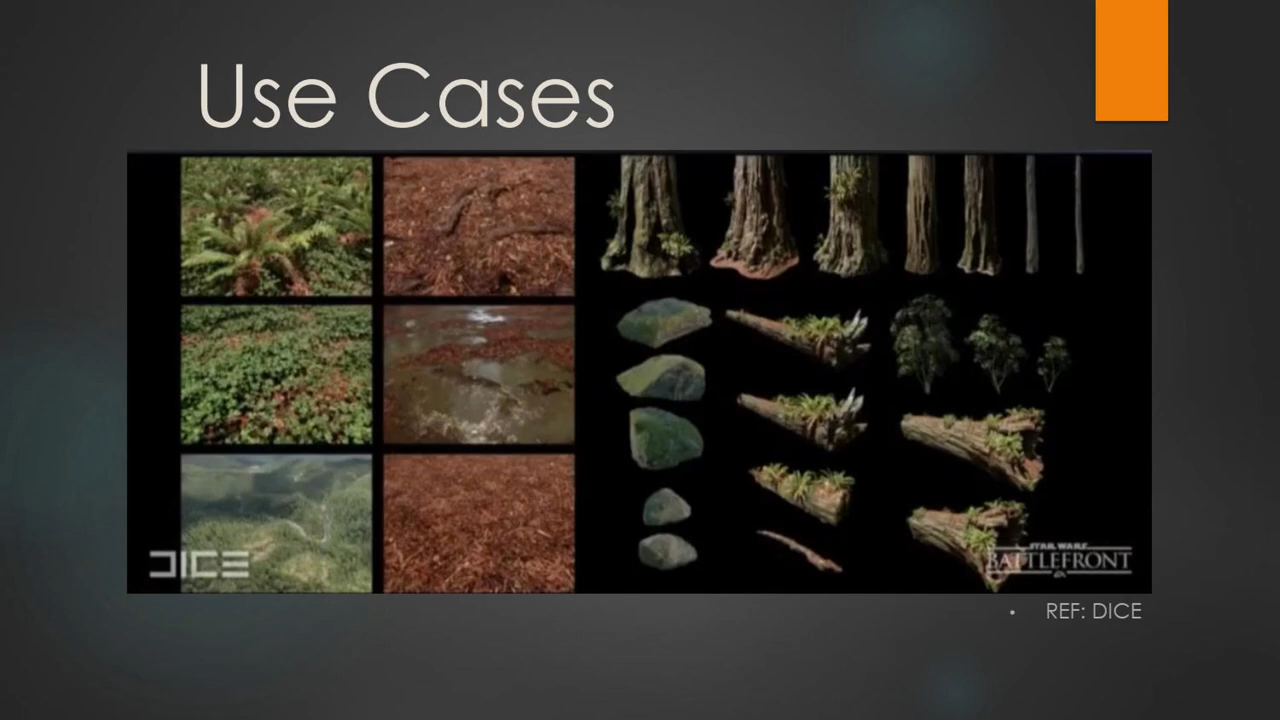 Use Cases
DICE
STAR WARS
BATTLEFRONT
• REF: DICE